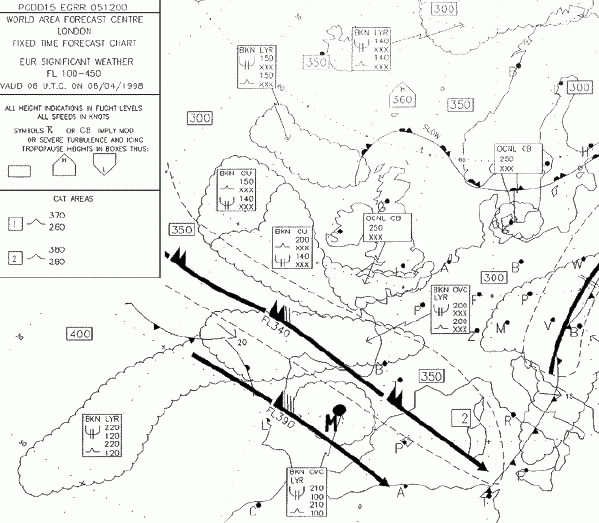 PGDD15 EGRR 051200
WORLD AREA FORECAST CENTRE
LONDON
FIXED TIME FORECAST CHART
EUR SIGNIFICANT WEATHER
FL 100-450
VALID 06 U.T.C. ON 06/04/1998
ALL HEIGHT INDICATIONS IN FLIGHT LEVELS
ALL SPEEDS IN KNOTS
SYMBOLS R OR CB IMPLY MOD
OR SEVERE TURBULENCE AND ICING
TROPOPAUSE HEIGHTS IN BOXES THUS:
H
L
CAT AREAS
1 370
260
2 380
280
300
BKN LYR
150
XXX
150
XXX
350
BKN LYR
140
XXX
140
XXX
H
360
350
300
300
SLOW
OCNL CB
250
XXX
H
BKN CU
150
XXX
140
XXX
350
BKN CU
200
XXX
140
XXX
OCNL CB
250
XXX
G
S
L
A
B
G
300
W
BKN OVC
LYR
200
XXX
200
XXX
P
F
P
Z
M
V
B
400
FL340
20
B
350
2
R
15
FL390
M
L
P
BKN LYR
220
120
220
120
BKN OVC
LYR
210
100
210
100
A
T
C